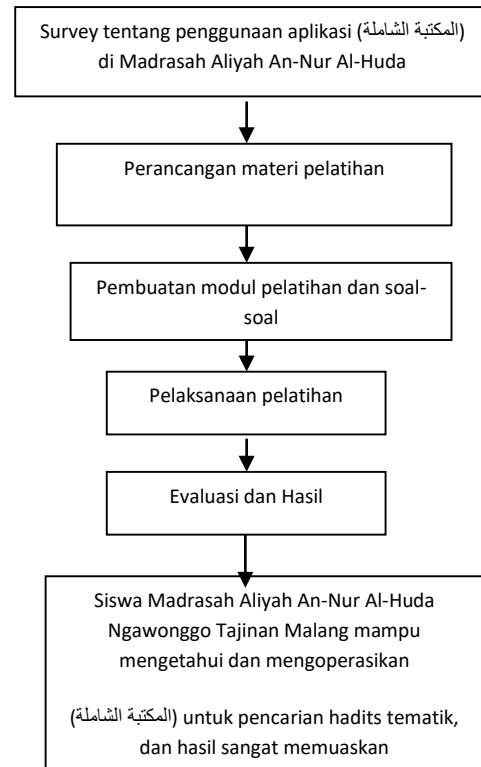 Survey tentang penggunaan aplikasi (المكتبة الشاملة)
di Madrasah Aliyah An-Nur Al-Huda
Perancangan materi pelatihan
Pembuatan modul pelatihan dan soal-
soal
Pelaksanaan pelatihan
Evaluasi dan Hasil
Siswa Madrasah Aliyah An-Nur Al-Huda
Ngawonggo Tajinan Malang mampu
mengetahui dan mengoperasikan
(المكتبة الشاملة) untuk pencarian hadits tematik,
dan hasil sangat memuaskan